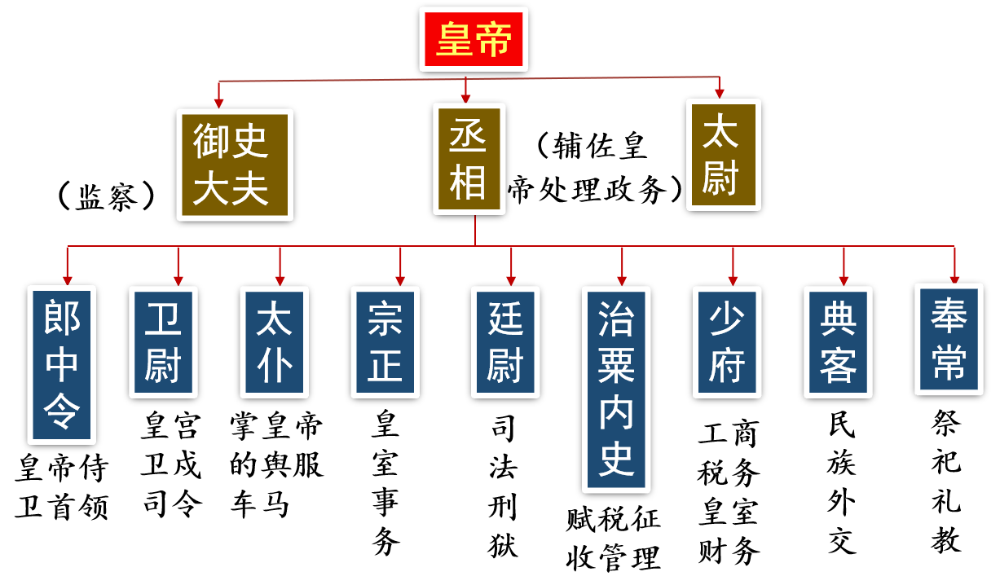 皇帝
御史
大夫
（监察）
丞
相
（辅佐皇
帝处理政务）
太
尉
郎
中
令
皇帝侍
卫首领
卫
尉
皇宫
卫戍
司令
太
仆
掌皇帝
的舆服
车马
宗
正
皇
室
事
务
廷
尉
司
法
刑
狱
治
粟
内
史
赋税征
收管理
少
府
工商
税务
皇室
财务
典
客
民
族
外
交
奉
常
祭
祀
礼
教